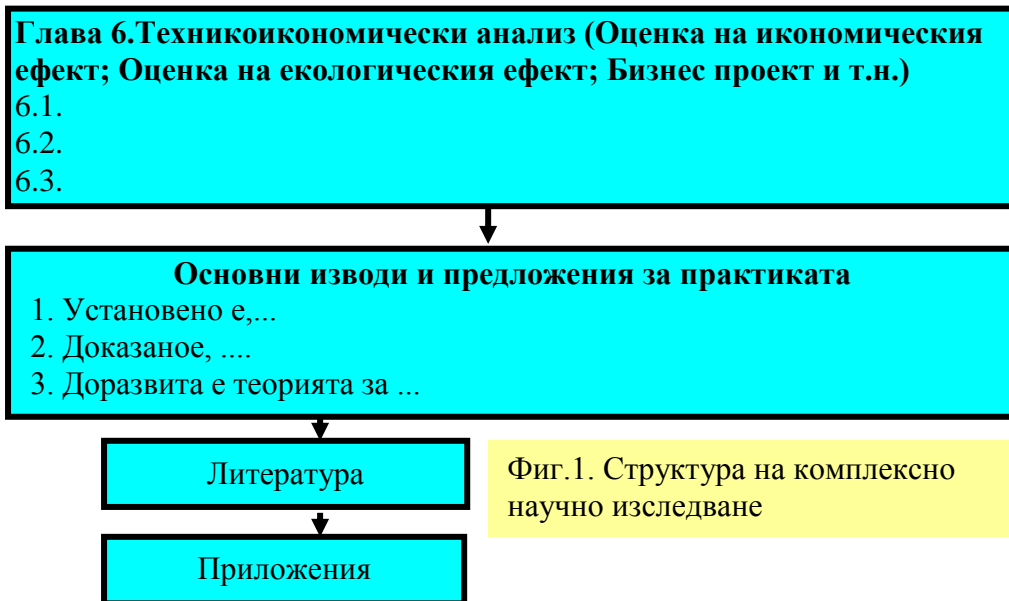 Глава 6.Техникоикономически анализ (Оценка на икономическия
ефект; Оценка на екологическия ефект; Бизнес проект и т.н.)
6.1.
6.2.
6.3.
Основни изводи и предложения за практиката
1. Установено е,...
2. Доказаное, ....
3. Доразвита е теорията за ...
Литература
Фиг.1. Структура на комплексно
научно изследване
Приложения